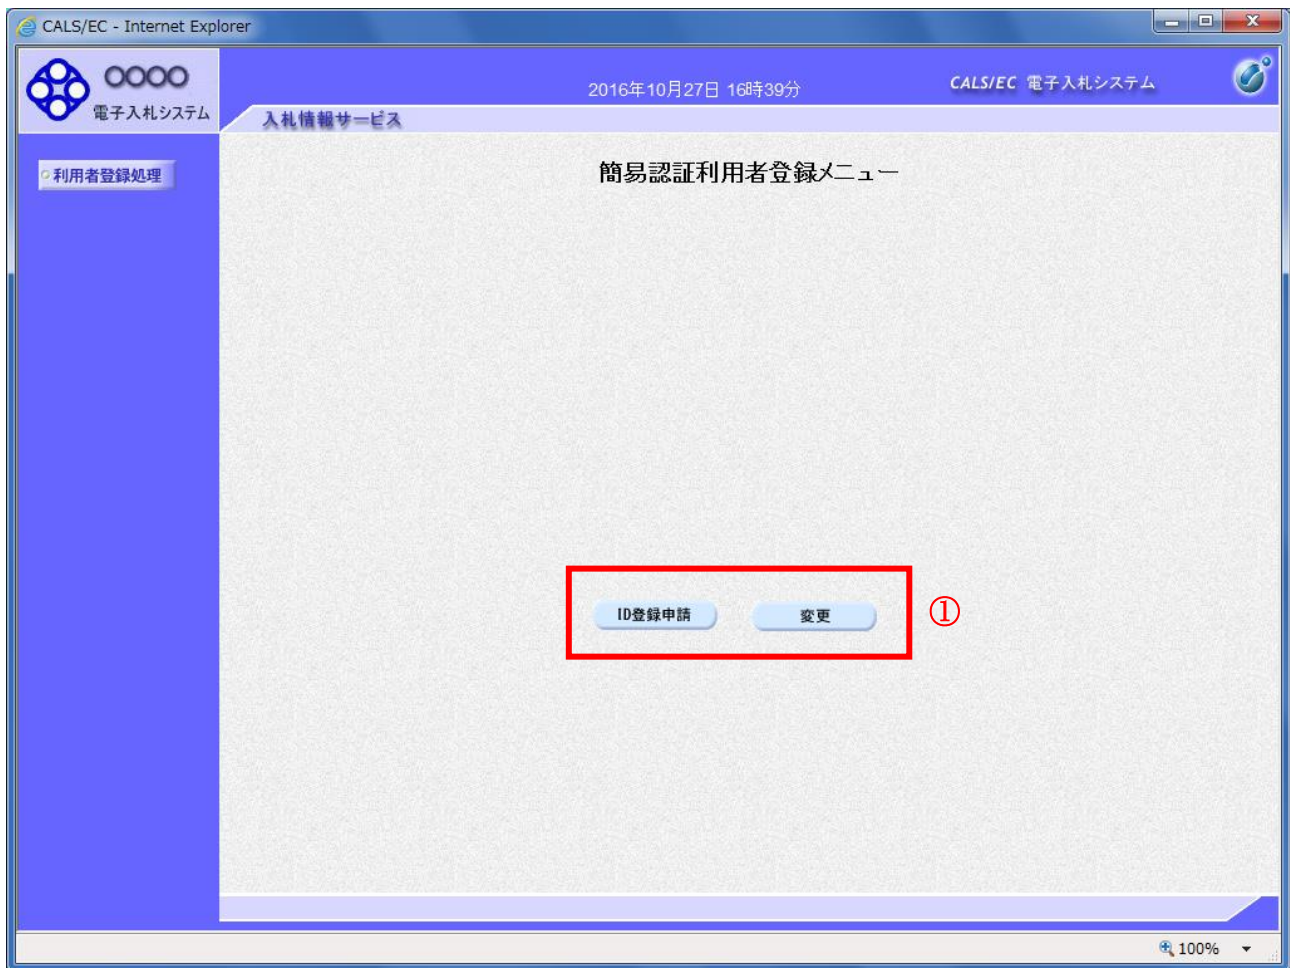 CALS/EC - Internet Explorer
○○○○
電子入札システム
2016年10月27日 16時39分
CALS/EC 電子入札システム
入札情報サービス
利用者登録処理
簡易認証利用者登録メニュー
ID登録申請
変更
①
100%